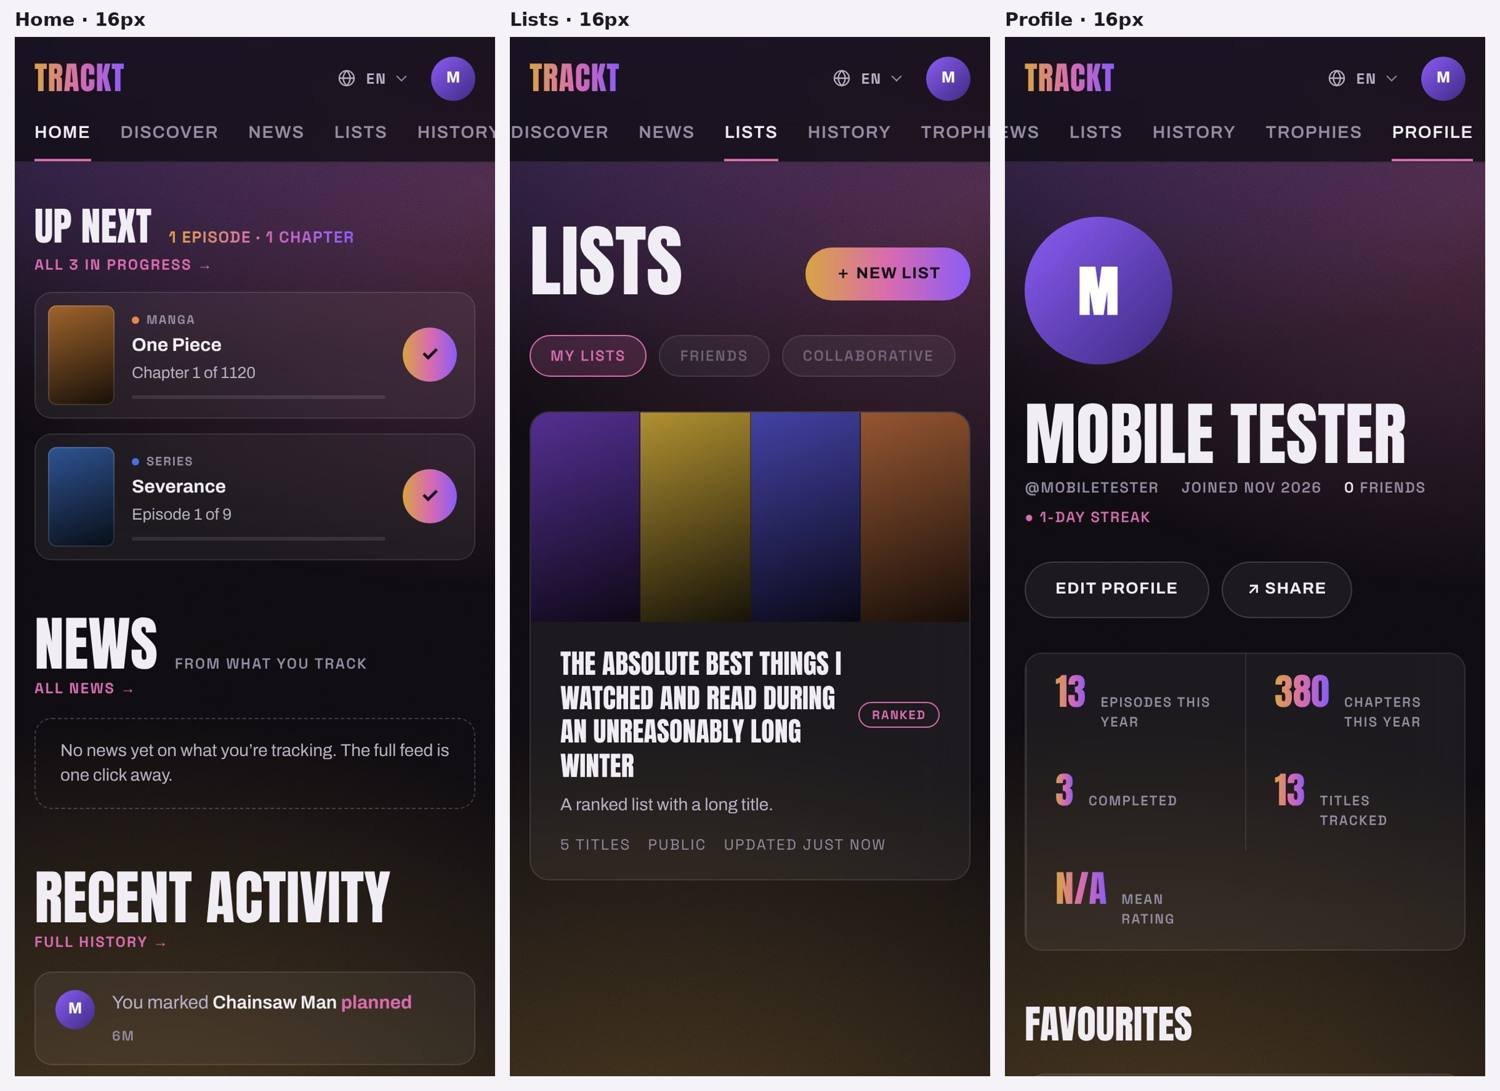 Home · 16px
TRACKT
EN
M
HOME DISCOVER NEWS LISTS HISTORY
UP NEXT 1 EPISODE · 1 CHAPTER
ALL 3 IN PROGRESS →
MANGA
One Piece
Chapter 1 of 1120
SERIES
Severance
Episode 1 of 9
NEWS FROM WHAT YOU TRACK
ALL NEWS →
No news yet on what you’re tracking. The full feed is
one click away.
RECENT ACTIVITY
FULL HISTORY →
M
You marked Chainsaw Man planned
6M
Lists · 16px
TRACKT
EN
M
DISCOVER NEWS LISTS HISTORY TROPHI
LISTS
+ NEW LIST
MY LISTS FRIENDS COLLABORATIVE
THE ABSOLUTE BEST THINGS I
WATCHED AND READ DURING
AN UNREASONABLY LONG
WINTER
RANKED
A ranked list with a long title.
5 TITLES PUBLIC UPDATED JUST NOW
Profile · 16px
TRACKT
EN
M
EWS LISTS HISTORY TROPHIES PROFILE
M
MOBILE TESTER
@MOBILETESTER JOINED NOV 2026 0 FRIENDS
● 1-DAY STREAK
EDIT PROFILE
↗ SHARE
13 EPISODES THIS
YEAR
380 CHAPTERS
THIS YEAR
3 COMPLETED
13 TITLES
TRACKED
N/A MEAN
RATING
FAVOURITES